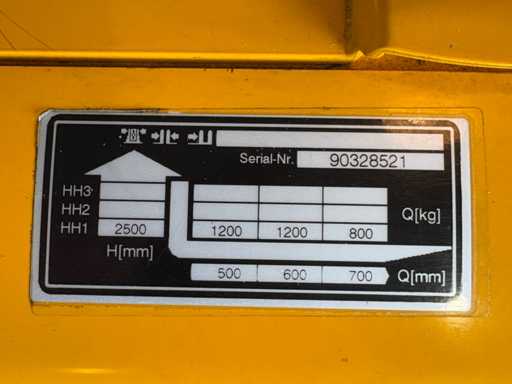 Serial-Nr. 90328521
HH3
HH2 Q[kg]
HH1 2500 1200 1200 800
H[mm]
500 600 700 Q[mm]